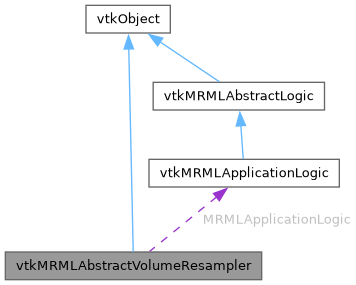 vtkObject
vtkMRMLAbstractLogic
vtkMRMLApplicationLogic
MRMLApplicationLogic
vtkMRMLAbstractVolumeResampler